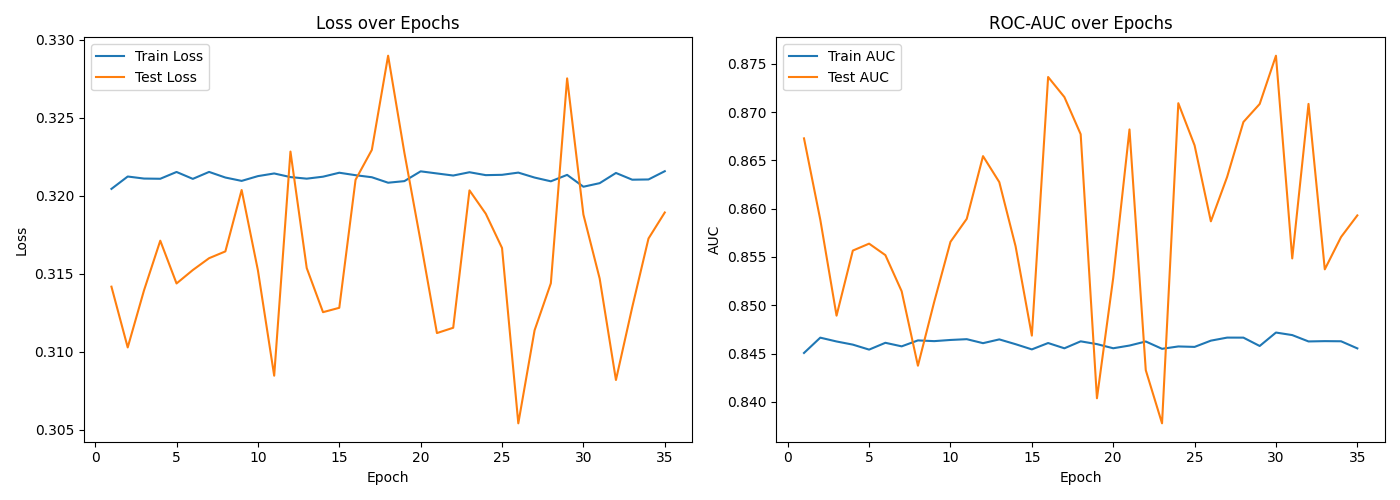 Loss over Epochs
Train Loss
Test Loss
0.330
0.325
0.320
0.315
0.310
0.305
Loss
0 5 10 15 20 25 30 35
Epoch
ROC-AUC over Epochs
Train AUC
Test AUC
0.875
0.870
0.865
0.860
0.855
0.850
0.845
0.840
AUC
0 5 10 15 20 25 30 35
Epoch